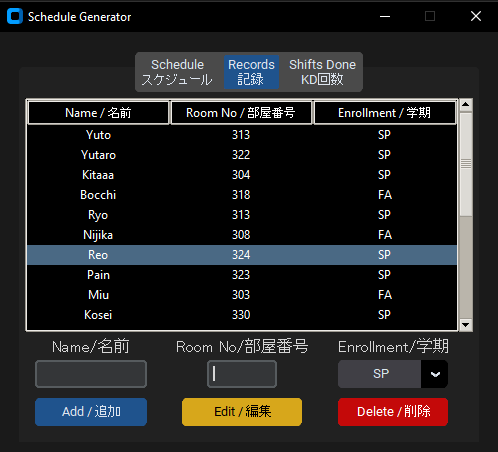 Schedule Generator
Schedule Records Shifts Done
スケジュール 記録 KD回数
Name / 名前 Room No / 部屋番号 Enrollment / 学期
Yuto 313 SP
Yutaro 322 SP
Kitaaa 304 SP
Bocchi 318 FA
Ryo 313 SP
Nijika 308 FA
Reo 324 SP
Pain 323 SP
Miu 303 FA
Kosei 330 SP
Name/名前 Room No/部屋番号 Enrollment/学期
SP
Add / 追加 Edit / 編集 Delete / 削除